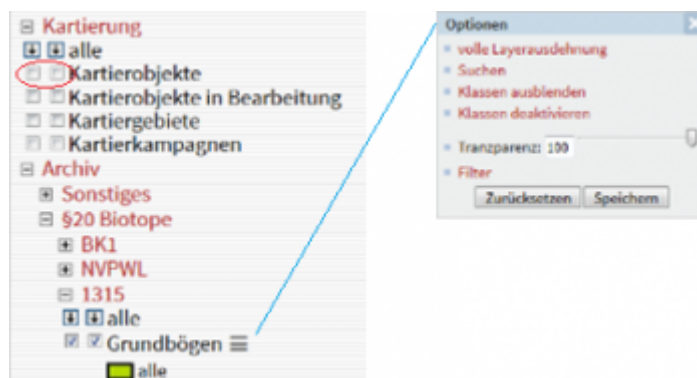 Kartierung
alle
Kartierobjekte
Kartierobjekte in Bearbeitung
Kartiergebiete
Kartierkampagnen
Archiv
Sonstiges
§20 Biotope
BK1
NVPWL
1315
alle
Grundbögen
alle
Optionen
volle Layerausdehnung
Suchen
Klassen ausblenden
Klassen deaktivieren
Tranzparenz: 100
Filter
Zurücksetzen Speichern